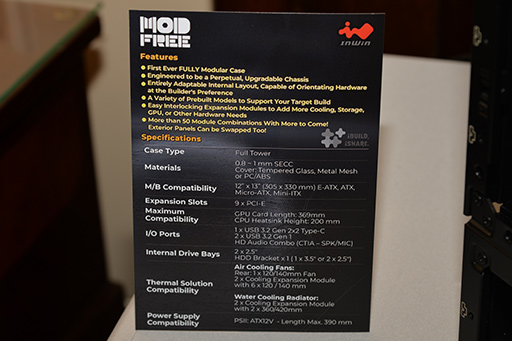 MOD
FREE
InWin
Features
First Ever FULLY Modular Case
Engineered to be a Perpetual, Upgradable Chassis
Entirely Adaptable Internal Layout, Capable of Orientating Hardware
at the Builder's Preference
A Variety of Prebuilt Models to Support Your Target Build
Easy Interlocking Expansion Modules to Add More Cooling, Storage,
GPU, or Other Hardware Needs
More than 50 Module Combinations With More to Come!
Exterior Panels Can be Swapped Too!
iBUILD.
iSHARE.
Specifications
Case Type Full Tower
Materials 0.8 ~ 1 mm SECC
Cover: Tempered Glass, Metal Mesh
or PC/ABS
M/B Compatibility 12" x 13" (305 x 330 mm) E-ATX, ATX,
Micro-ATX, Mini-ITX
Expansion Slots 9 x PCI-E
Maximum GPU Card Length: 369mm
Compatibility CPU Heatsink Height: 200 mm
I/O Ports 1 x USB 3.2 Gen 2x2 Type-C
2 x USB 3.2 Gen 1
HD Audio Combo (CTIA – SPK/MIC)
Internal Drive Bays 2 x 2.5"
HDD Bracket x 1 ( 1 x 3.5" or 2 x 2.5")
Air Cooling Fans:
Rear: 1 x 120/140mm Fan
Thermal Solution 2 x Cooling Expansion Module
Compatibility with 6 x 120 / 140 mm
Water Cooling Radiator:
2 x Cooling Expansion Module
with 2 x 360/420mm
Power Supply PSII: ATX12V - Length Max. 390 mm
Compatibility